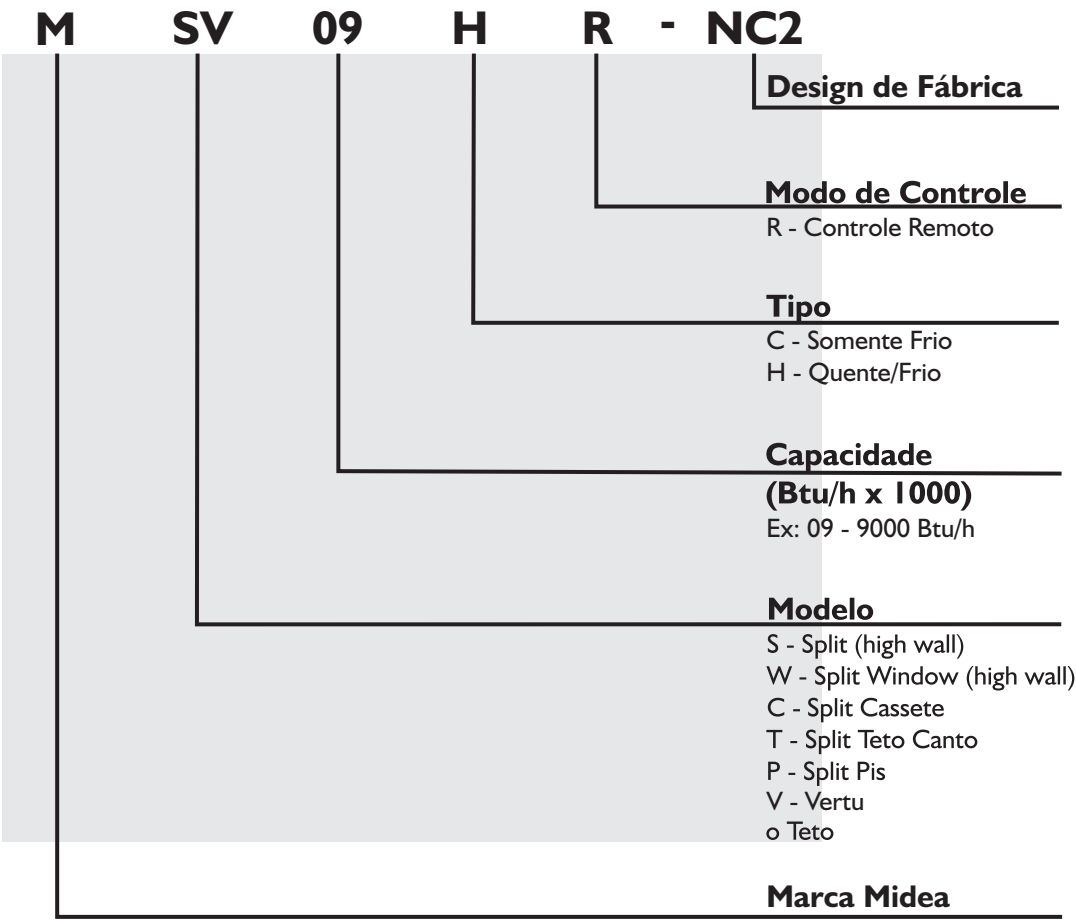 M SV 09 H R - NC2
Design de Fábrica
Modo de Controle
R - Controle Remoto
Tipo
C - Somente Frio
H - Quente/Frio
Capacidade
(Btu/h x 1000)
Ex: 09 - 9000 Btu/h
Modelo
S - Split (high wall)
W - Split Window (high wall)
C - Split Cassete
T - Split Teto Canto
P - Split Pis
V - Vertu
o Teto
Marca Midea